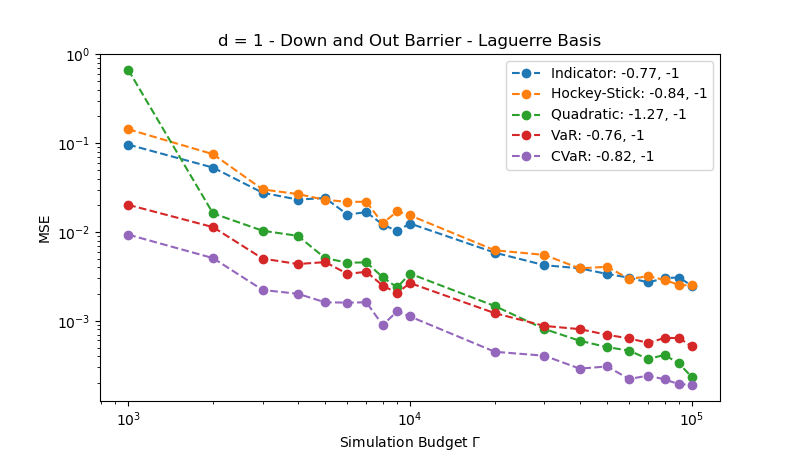 d = 1 - Down and Out Barrier - Laguerre Basis
10⁰
10⁻¹
10⁻²
10⁻³
MSE
Indicator: -0.77, -1
Hockey-Stick: -0.84, -1
Quadratic: -1.27, -1
VaR: -0.76, -1
CVaR: -0.82, -1
10³
10⁴
10⁵
Simulation Budget Γ